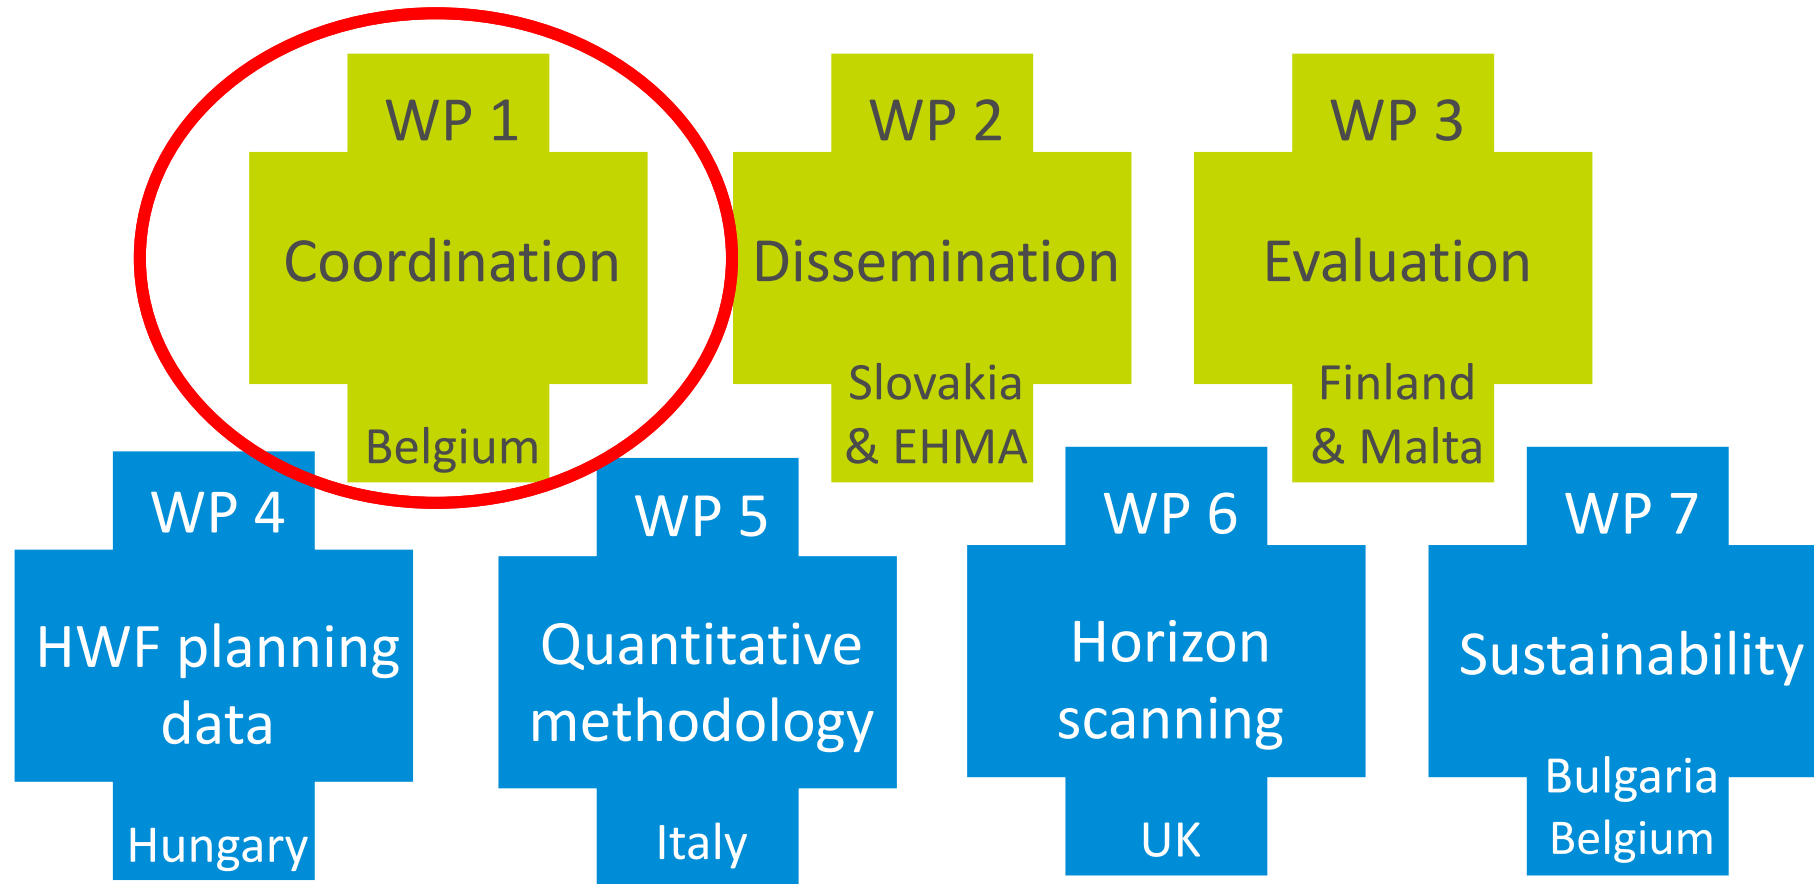 WP 1
Coordination
Belgium
WP 2
Dissemination
Slovakia
& EHMA
WP 3
Evaluation
Finland
& Malta
WP 4
HWF planning
data
Hungary
WP 5
Quantitative
methodology
Italy
WP 6
Horizon
scanning
UK
WP 7
Sustainability
Bulgaria
Belgium